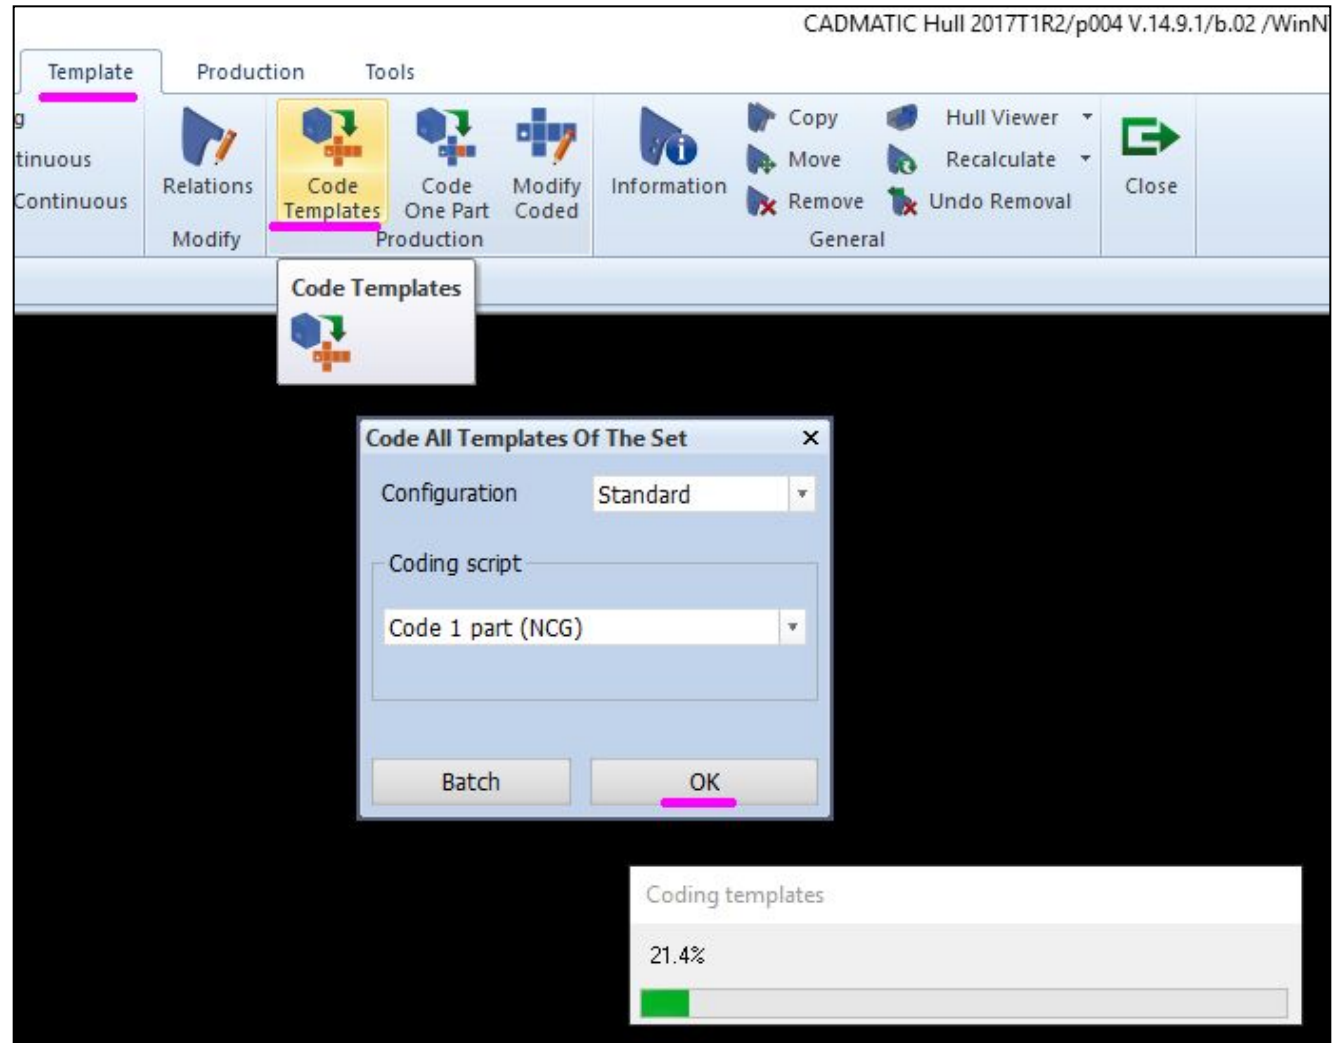 CADMATIC Hull 2017T1R2/p004 V.14.9.1/b.02 /WinN
Template Production Tools
g
tinuous
Continuous
Relations
Modify
Code
Templates
Code
One Part
Modify
Coded
Production
Information
Copy
Move
Remove
Hull Viewer
Recalculate
Undo Removal
General
Close
Code Templates
Code All Templates Of The Set
Configuration Standard
Coding script
Code 1 part (NCG)
Batch OK
Coding templates
21.4%